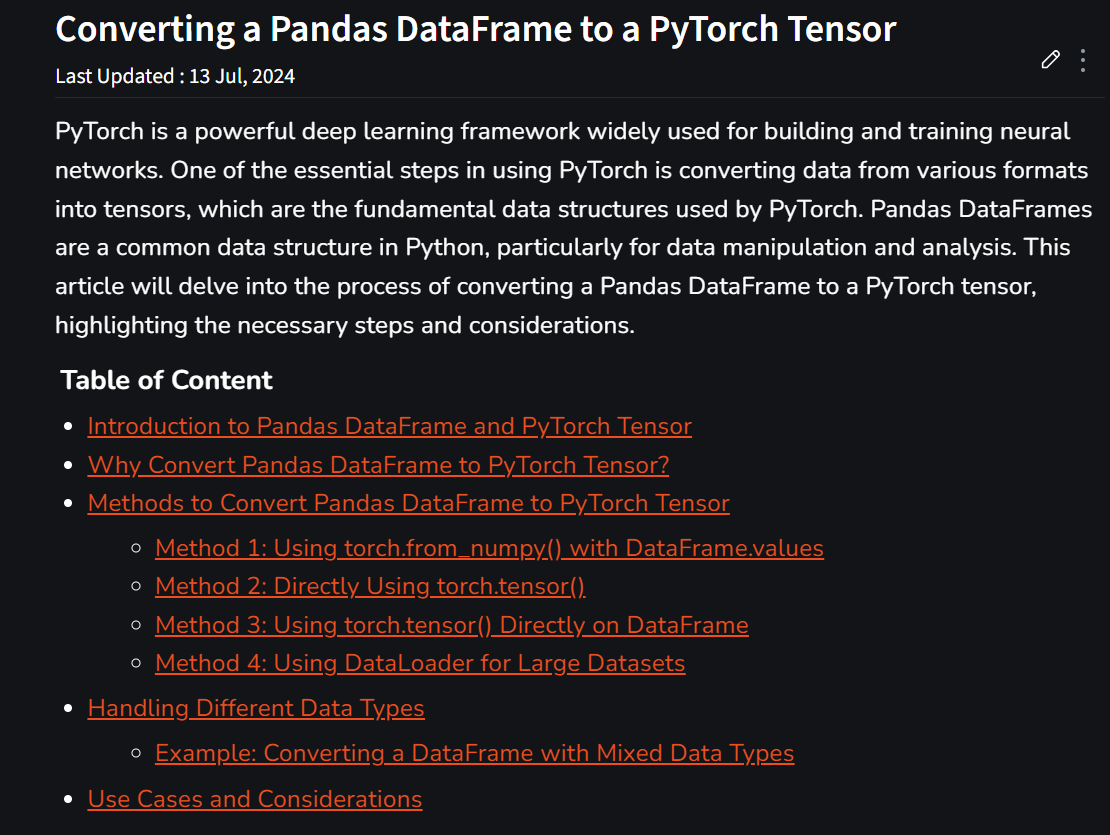 Converting a Pandas DataFrame to a PyTorch Tensor
Last Updated : 13 Jul, 2024
PyTorch is a powerful deep learning framework widely used for building and training neural
networks. One of the essential steps in using PyTorch is converting data from various formats
into tensors, which are the fundamental data structures used by PyTorch. Pandas DataFrames
are a common data structure in Python, particularly for data manipulation and analysis. This
article will delve into the process of converting a Pandas DataFrame to a PyTorch tensor,
highlighting the necessary steps and considerations.
Table of Content
Introduction to Pandas DataFrame and PyTorch Tensor
Why Convert Pandas DataFrame to PyTorch Tensor?
Methods to Convert Pandas DataFrame to PyTorch Tensor
Method 1: Using torch.from_numpy() with DataFrame.values
Method 2: Directly Using torch.tensor()
Method 3: Using torch.tensor() Directly on DataFrame
Method 4: Using DataLoader for Large Datasets
Handling Different Data Types
Example: Converting a DataFrame with Mixed Data Types
Use Cases and Considerations